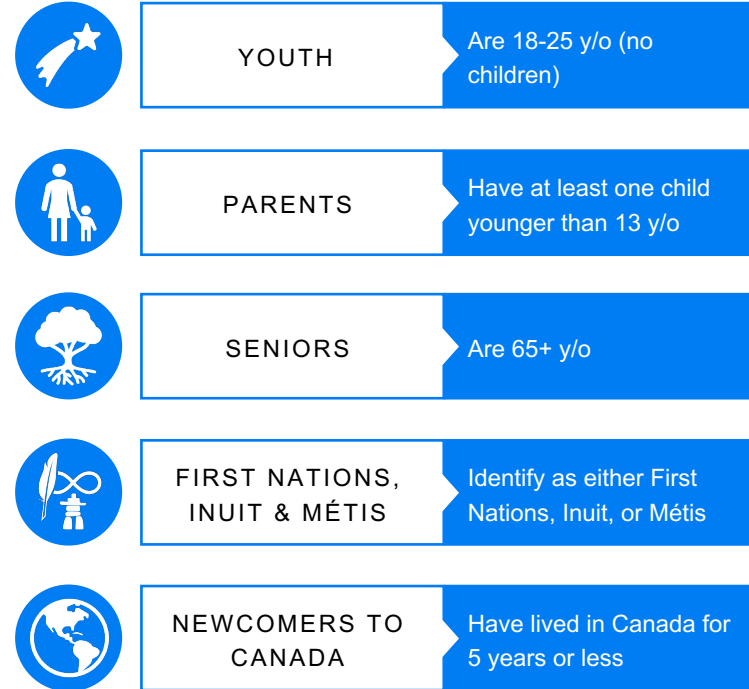 YOUTH
Are 18-25 y/o (no
children)
PARENTS
Have at least one child
younger than 13 y/o
SENIORS
Are 65+ y/o
FIRST NATIONS,
INUIT & MÉTIS
Identify as either First
Nations, Inuit, or Métis
NEWCOMERS TO
CANADA
Have lived in Canada for
5 years or less